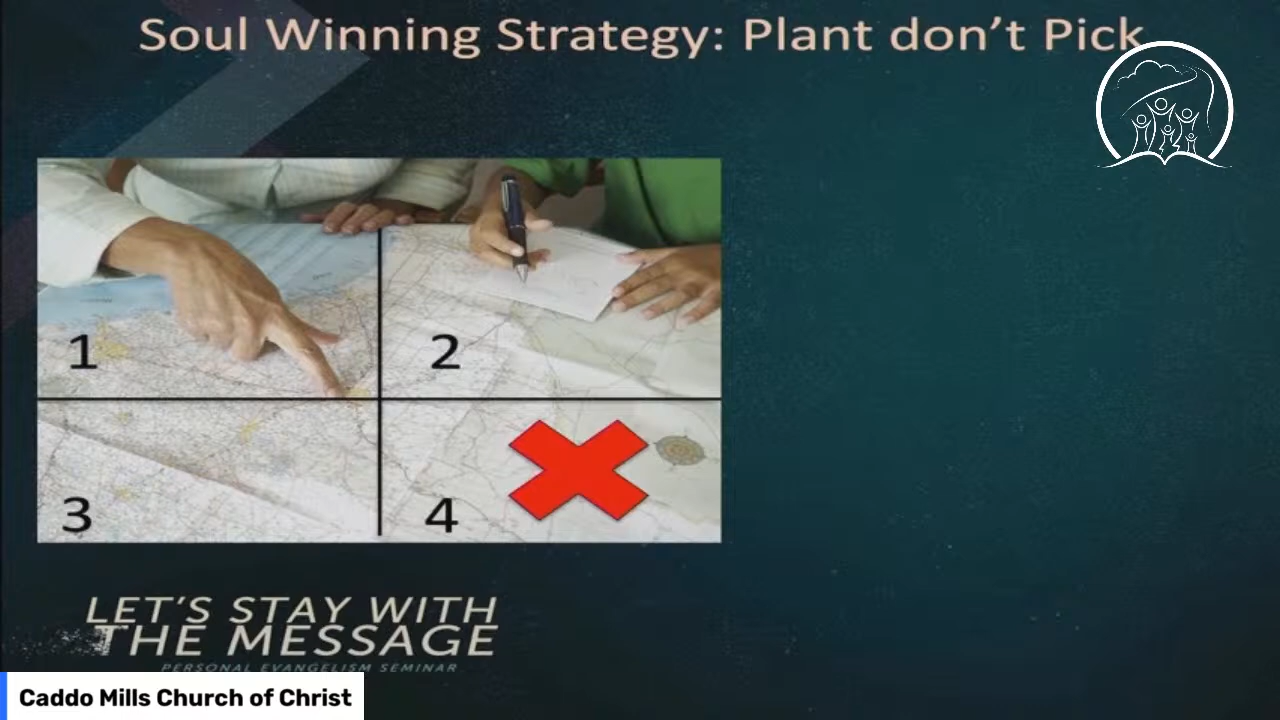 Soul Winning Strategy: Plant don't Pick
1
2
3
4
LET'S STAY WITH
THE MESSAGE
PERSONAL EVANGELISM SEMINAR
Caddo Mills Church of Christ